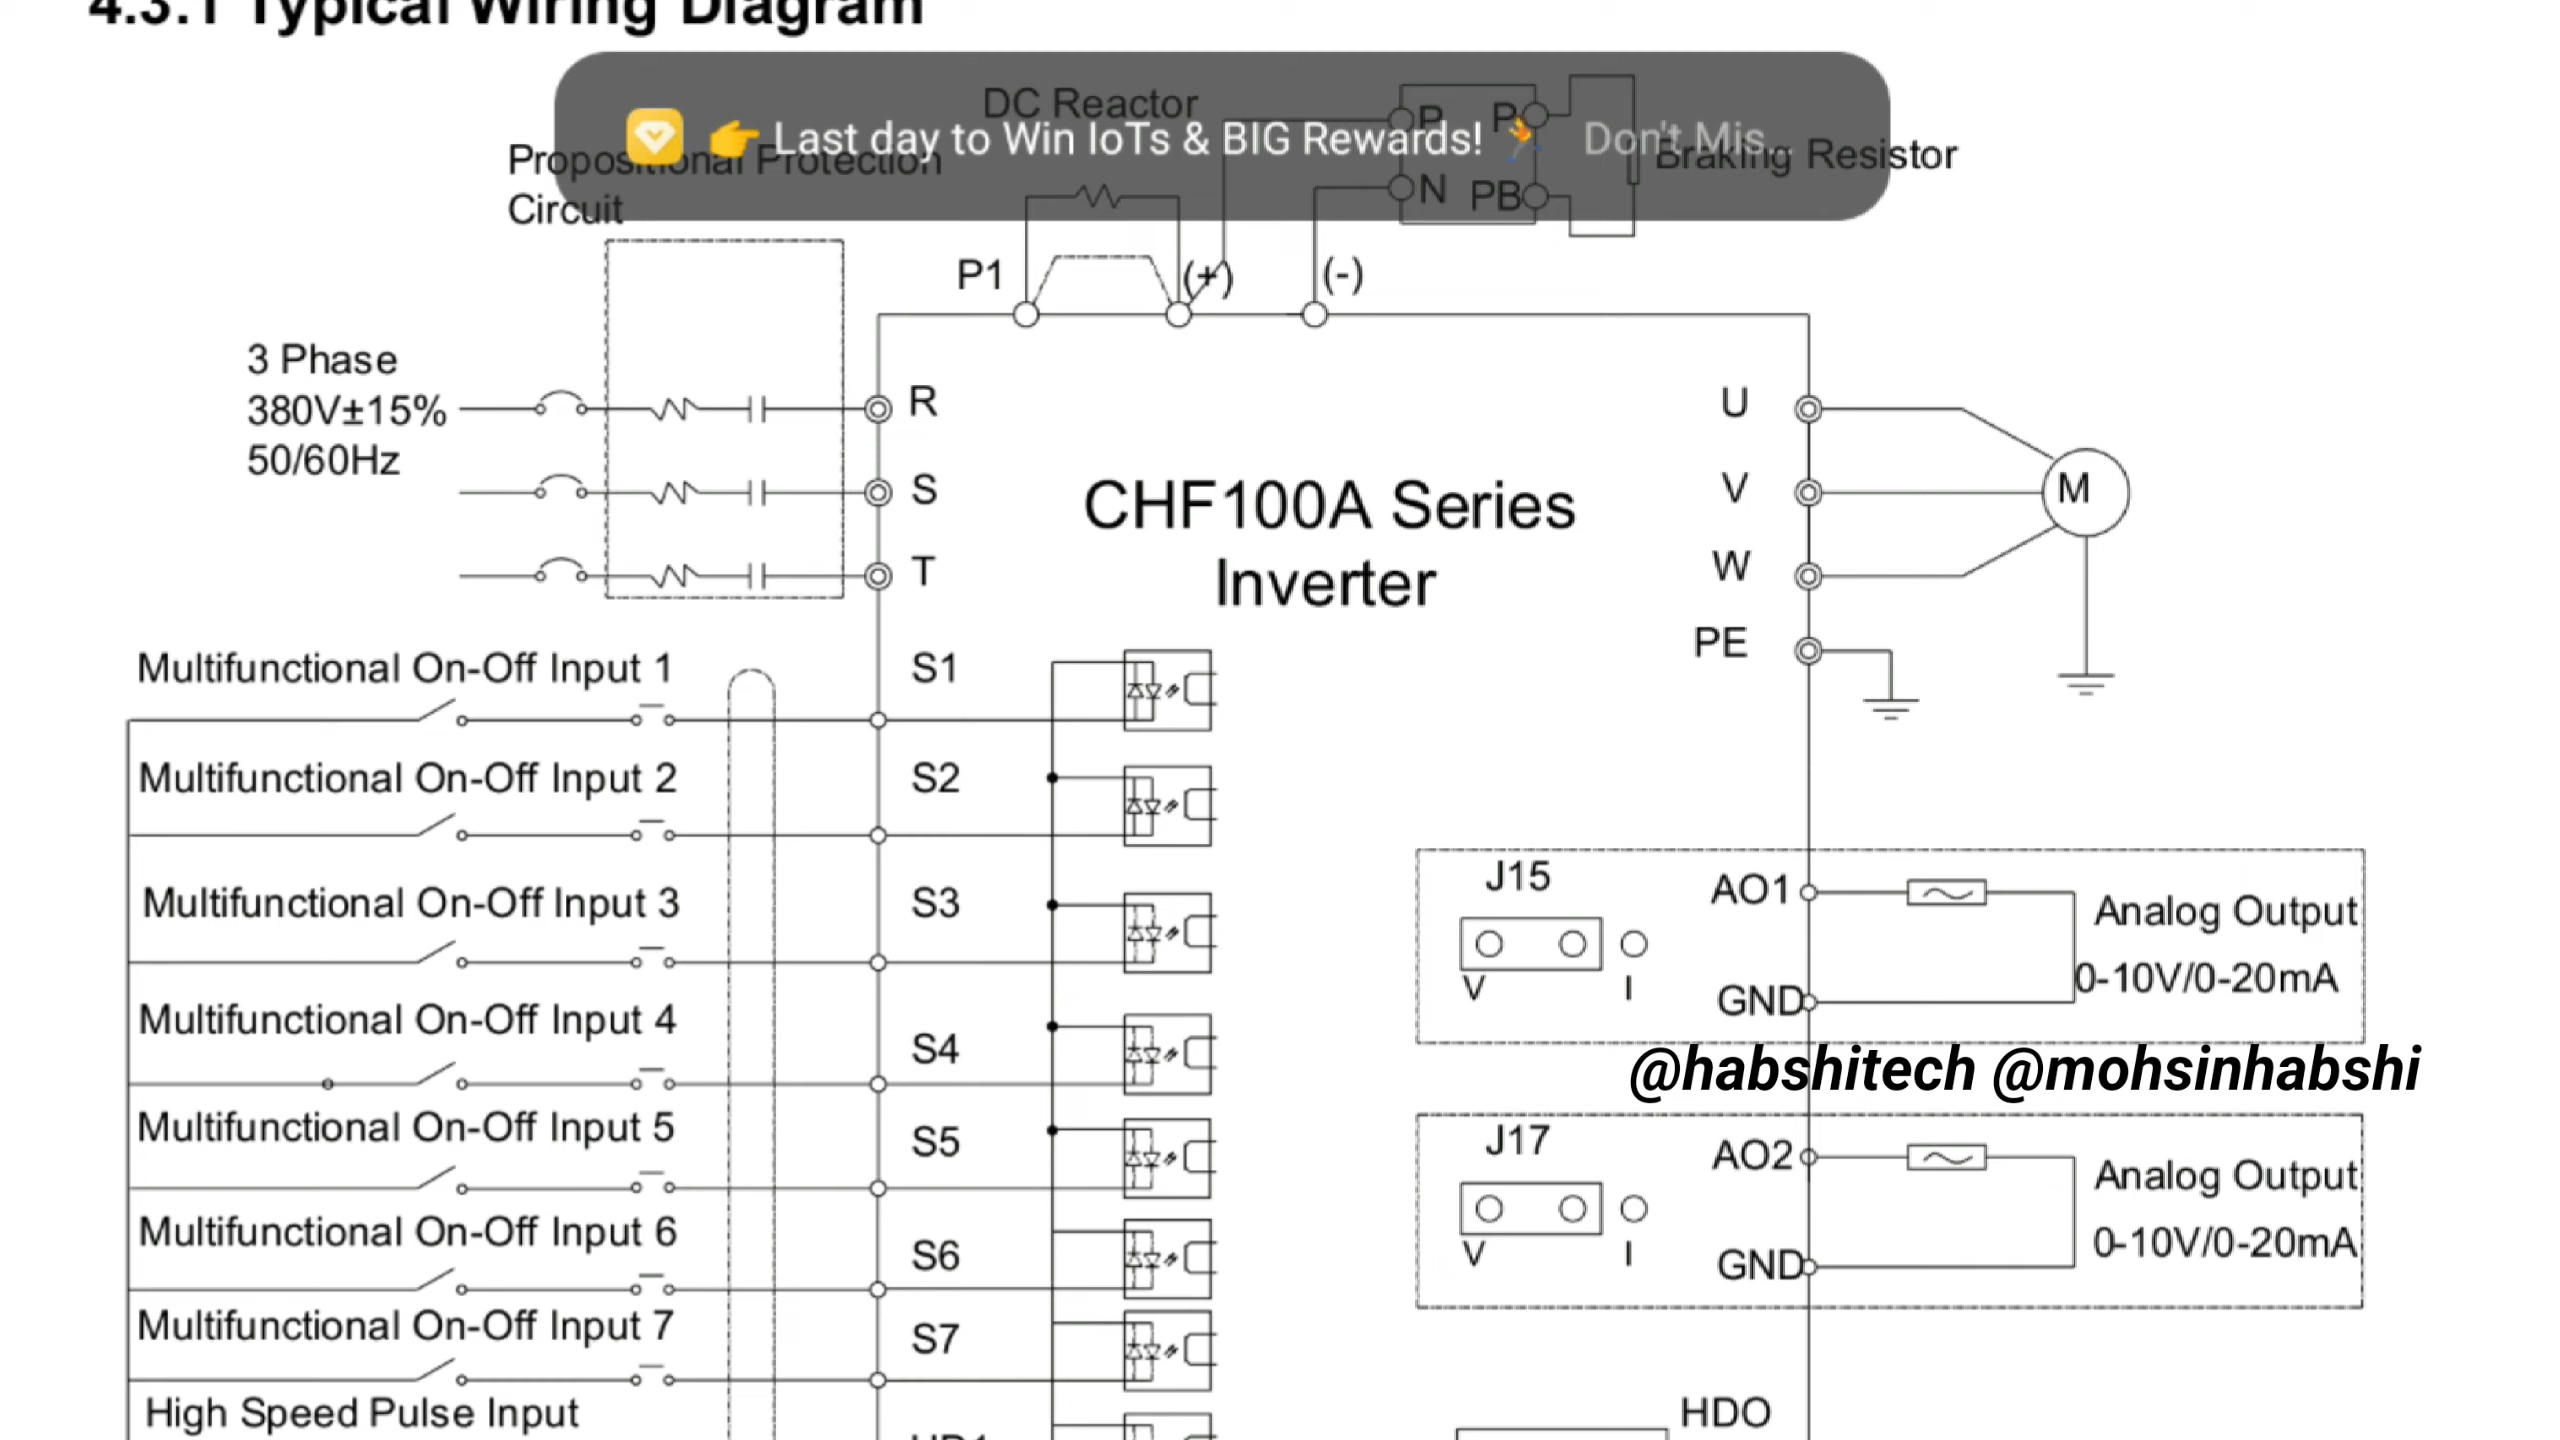 4.3.1 Typical Wiring Diagram
DC Reactor
P P
👉 Last day to Win IoTs & BIG Rewards! 🏃 Don't Mis...
Propositional Protection
Circuit
Braking Resistor
N PB
P1 (+) (-)
3 Phase
380V±15%
50/60Hz
R
S
T
U
V
W
PE
M
CHF100A Series
Inverter
Multifunctional On-Off Input 1 S1
Multifunctional On-Off Input 2 S2
Multifunctional On-Off Input 3 S3
Multifunctional On-Off Input 4 S4
Multifunctional On-Off Input 5 S5
Multifunctional On-Off Input 6 S6
Multifunctional On-Off Input 7 S7
High Speed Pulse Input
J15 AO1
V I
GND
Analog Output
0-10V/0-20mA
@habshitech @mohsinhabshi
J17 AO2
V I
GND
Analog Output
0-10V/0-20mA
HDO